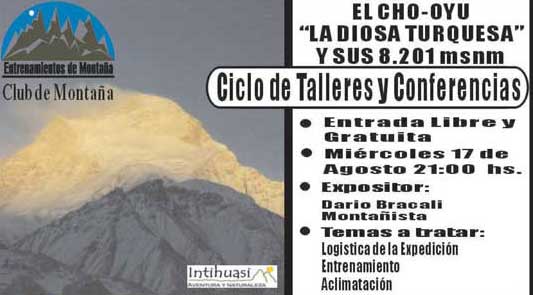 Entrenamientos de Montaña
Club de Montaña
Intihuasi
AVENTURA Y NATURALEZA
EL CHO-OYU
“LA DIOSA TURQUESA”
Y SUS 8.201 msnm
Ciclo de Talleres y Conferencias
Entrada Libre y
Gratuita
Miércoles 17 de
Agosto 21:00 hs.
Expositor:
Dario Bracali
Montañista
Temas a tratar:
Logistica de la Expedición
Entrenamiento
Aclimatación